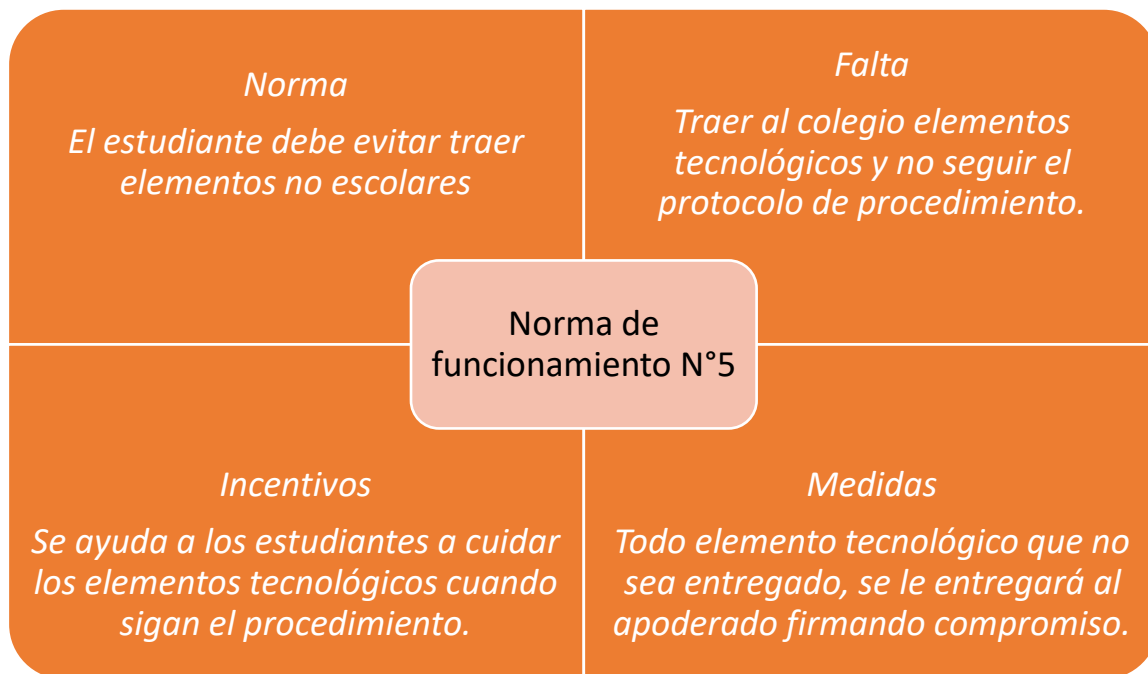 Norma
El estudiante debe evitar traer
elementos no escolares
Falta
Traer al colegio elementos
tecnológicos y no seguir el
protocolo de procedimiento.
Norma de
funcionamiento N°5
Incentivos
Se ayuda a los estudiantes a cuidar
los elementos tecnológicos cuando
sigan el procedimiento.
Medidas
Todo elemento tecnológico que no
sea entregado, se le entregará al
apoderado firmando compromiso.